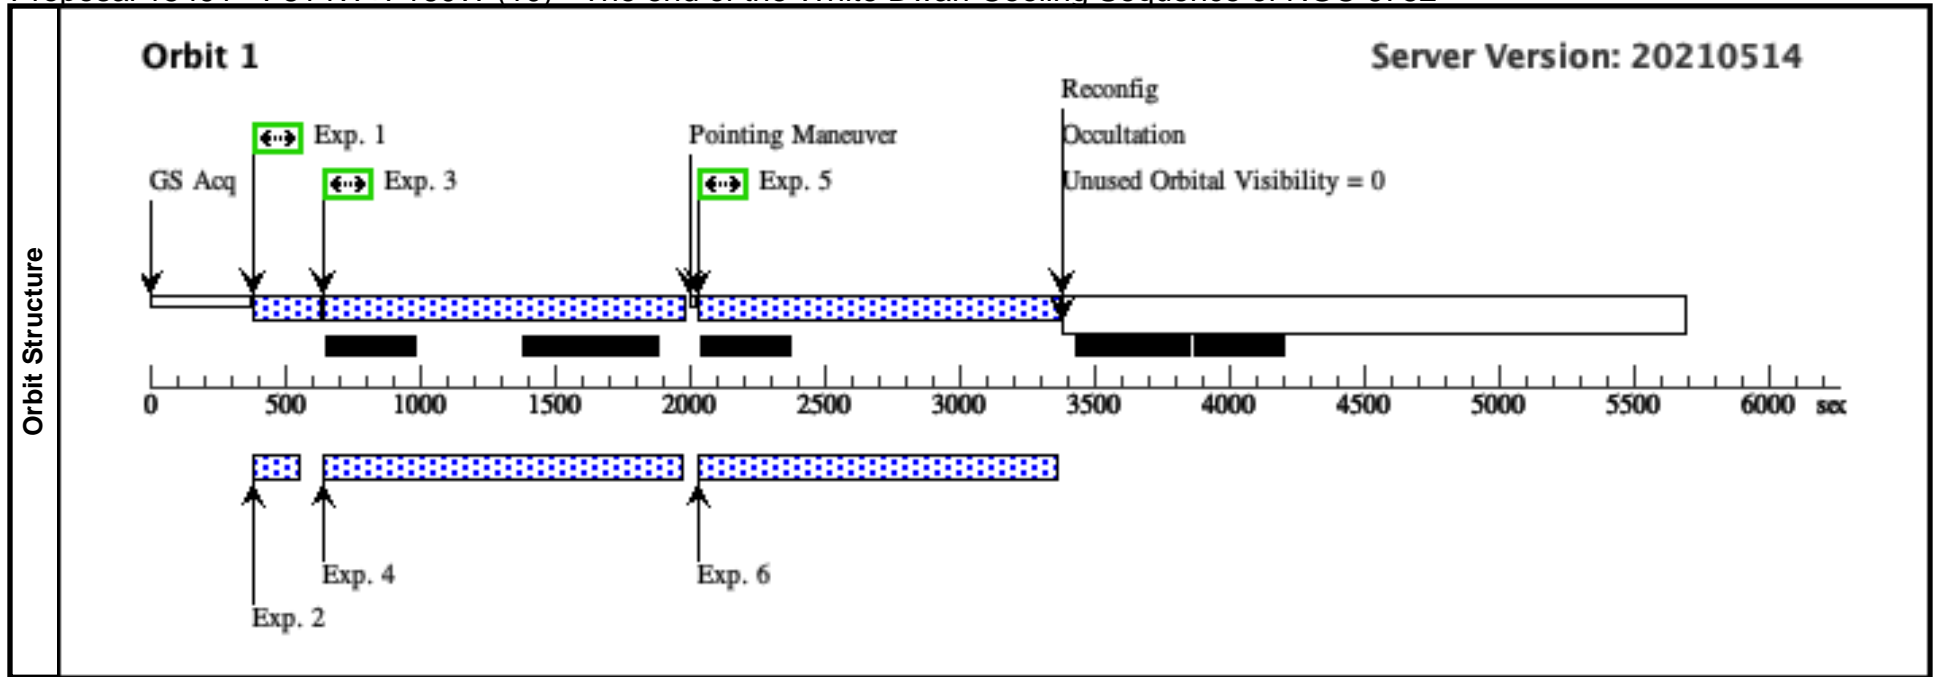 Orbit 1
Server Version: 20210514
Reconfig
Exp. 1
Pointing Maneuver
Occultation
GS Acq
Exp. 3
Exp. 5
Unused Orbital Visibility = 0
Orbit Structure
0 500 1000 1500 2000 2500 3000 3500 4000 4500 5000 5500 6000 sec
Exp. 4
Exp. 6
Exp. 2